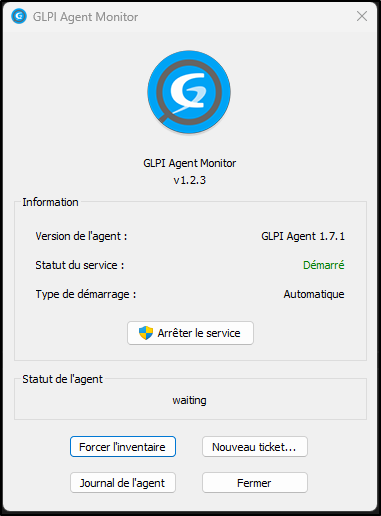 GLPI Agent Monitor
GLPI Agent Monitor
v1.2.3
Information
Version de l'agent : GLPI Agent 1.7.1
Statut du service : Démarré
Type de démarrage : Automatique
Arrêter le service
Statut de l'agent
waiting
Forcer l'inventaire Nouveau ticket...
Journal de l'agent Fermer